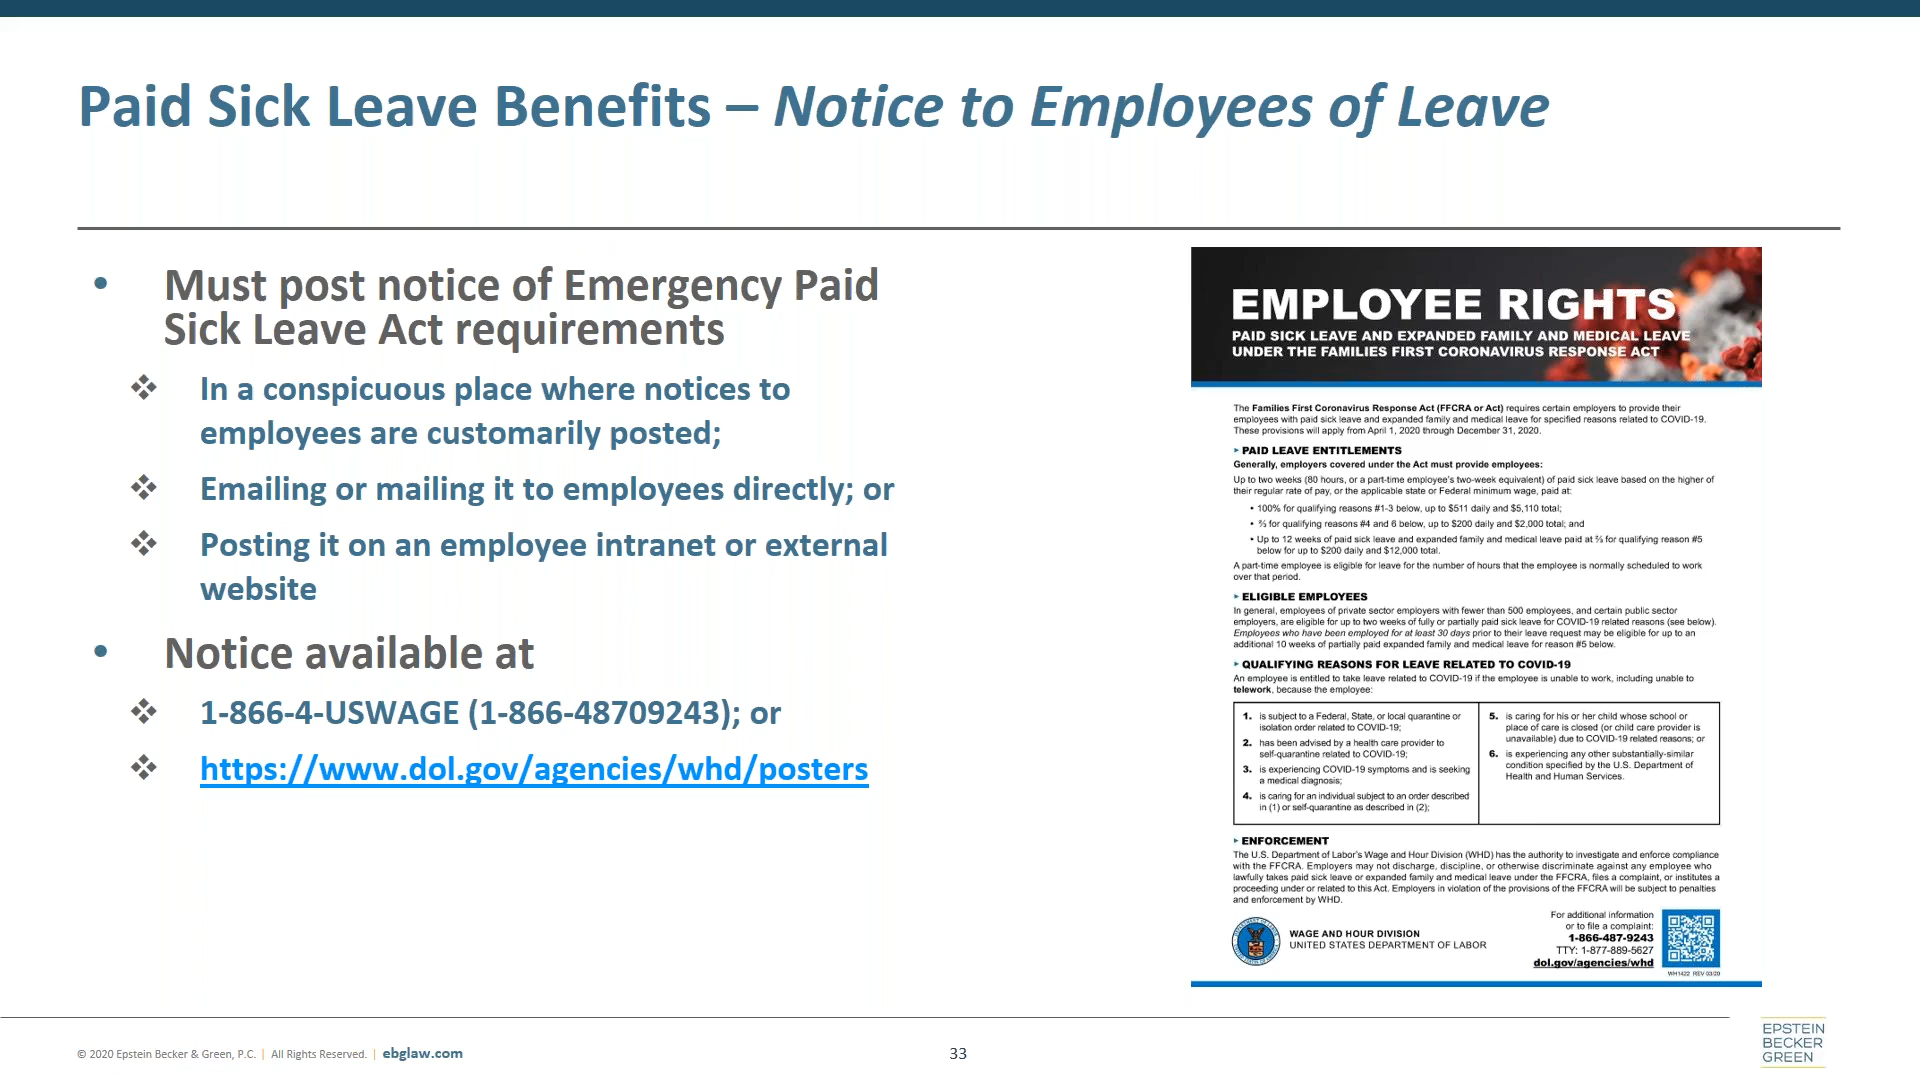 Paid Sick Leave Benefits – Notice to Employees of Leave
• Must post notice of Emergency Paid
Sick Leave Act requirements
❖ In a conspicuous place where notices to
employees are customarily posted;
❖ Emailing or mailing it to employees directly; or
❖ Posting it on an employee intranet or external
website
• Notice available at
❖ 1-866-4-USWAGE (1-866-48709243); or
❖ https://www.dol.gov/agencies/whd/posters
EMPLOYEE RIGHTS
PAID SICK LEAVE AND EXPANDED FAMILY AND MEDICAL LEAVE
UNDER THE FAMILIES FIRST CORONAVIRUS RESPONSE ACT
The Families First Coronavirus Response Act (FFCRA or Act) requires certain employers to provide their
employees with paid sick leave and expanded family and medical leave for specified reasons related to COVID-19.
These provisions will apply from April 1, 2020 through December 31, 2020.
▸ PAID LEAVE ENTITLEMENTS
Generally, employers covered under the Act must provide employees:
Up to two weeks (80 hours, or a part-time employee's two-week equivalent) of paid sick leave based on the higher of
their regular rate of pay, or the applicable state or Federal minimum wage, paid at:
• 100% for qualifying reasons #1-3 below, up to $511 daily and $5,110 total;
• ⅔ for qualifying reasons #4 and 6 below, up to $200 daily and $2,000 total; and
• Up to 12 weeks of paid sick leave and expanded family and medical leave paid at ⅔ for qualifying reason #5
below for up to $200 daily and $12,000 total.
A part-time employee is eligible for leave for the number of hours that the employee is normally scheduled to work
over that period.
▸ ELIGIBLE EMPLOYEES
In general, employees of private sector employers with fewer than 500 employees, and certain public sector
employers, are eligible for up to two weeks of fully or partially paid sick leave for COVID-19 related reasons (see below).
Employees who have been employed for at least 30 days prior to their leave request may be eligible for up to an
additional 10 weeks of partially paid expanded family and medical leave for reason #5 below.
▸ QUALIFYING REASONS FOR LEAVE RELATED TO COVID-19
An employee is entitled to take leave related to COVID-19 if the employee is unable to work, including unable to
telework, because the employee:
1. is subject to a Federal, State, or local quarantine or
isolation order related to COVID-19;
2. has been advised by a health care provider to
self-quarantine related to COVID-19;
3. is experiencing COVID-19 symptoms and is seeking
a medical diagnosis;
4. is caring for an individual subject to an order described
in (1) or self-quarantine as described in (2);
5. is caring for his or her child whose school or
place of care is closed (or child care provider is
unavailable) due to COVID-19 related reasons; or
6. is experiencing any other substantially-similar
condition specified by the U.S. Department of
Health and Human Services.
▸ ENFORCEMENT
The U.S. Department of Labor's Wage and Hour Division (WHD) has the authority to investigate and enforce compliance
with the FFCRA. Employers may not discharge, discipline, or otherwise discriminate against any employee who
lawfully takes paid sick leave or expanded family and medical leave under the FFCRA, files a complaint, or institutes a
proceeding under or related to this Act. Employers in violation of the provisions of the FFCRA will be subject to penalties
and enforcement by WHD.
WAGE AND HOUR DIVISION
UNITED STATES DEPARTMENT OF LABOR
For additional information
or to file a complaint:
1-866-487-9243
TTY: 1-877-889-5627
dol.gov/agencies/whd
WH1422 REV 03/20
© 2020 Epstein Becker & Green, P.C. | All Rights Reserved. | ebglaw.com
33
EPSTEIN
BECKER
GREEN